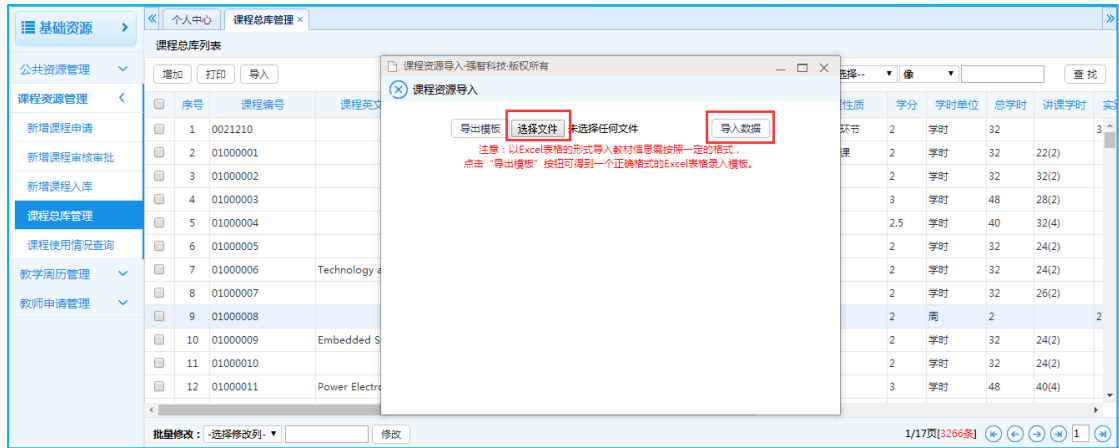 基础资源
个人中心 课程总库管理 ×
课程总库列表
公共资源管理
课程资源管理
新增课程申请
新增课程审核审批
新增课程入库
课程总库管理
课程使用情况查询
教学周历管理
教师申请管理
增加 打印 导入
选择-- 像 查找
课程资源导入-强智科技·版权所有
课程资源导入
导出模板 选择文件 未选择任何文件 导入数据
注意：以Excel表格的形式导入教材信息需按照一定的格式，
点击“导出模板”按钮可得到一个正确格式的Excel表格录入模板。
序号 课程编号 课程英文 性质 学分 学时单位 总学时 讲课学时
1 0021210 环节 2 学时 32
2 01000001 课 2 学时 32 22(2)
3 01000002 2 学时 32 32(2)
4 01000003 3 学时 48 28(2)
5 01000004 2.5 学时 40 32(4)
6 01000005 2 学时 32 24(2)
7 01000006 Technology a 2 学时 32 24(2)
8 01000007 2 学时 32 26(2)
9 01000008 2 周 2 2
10 01000009 Embedded S 2 学时 32 24(2)
11 01000010 2 学时 32 24(2)
12 01000011 Power Electro 3 学时 48 40(4)
批量修改： -选择修改列- 修改 1/17页[3266条] 1